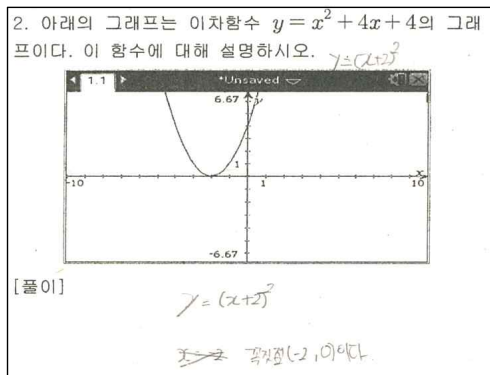 2. 아래의 그래프는 이차함수 y = x² + 4x + 4의 그래
프이다. 이 함수에 대해 설명하시오. y=(x+2)²
1.1 *Unsaved
6.67 y
1
-10 1 x 10
-6.67
[풀이]
y = (x+2)²
x = -2 꼭짓점(-2, 0)이다.